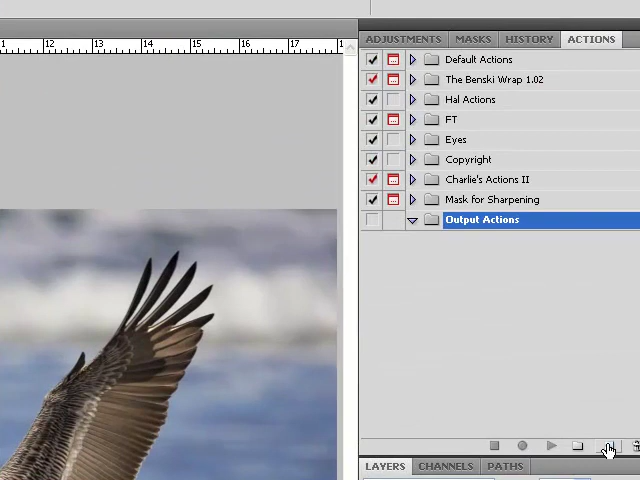 11 12 13 14 15 16 17 1
ADJUSTMENTS MASKS HISTORY ACTIONS
Default Actions
The Benski Wrap 1.02
Hal Actions
FT
Eyes
Copyright
Charlie's Actions II
Mask for Sharpening
Output Actions
LAYERS CHANNELS PATHS